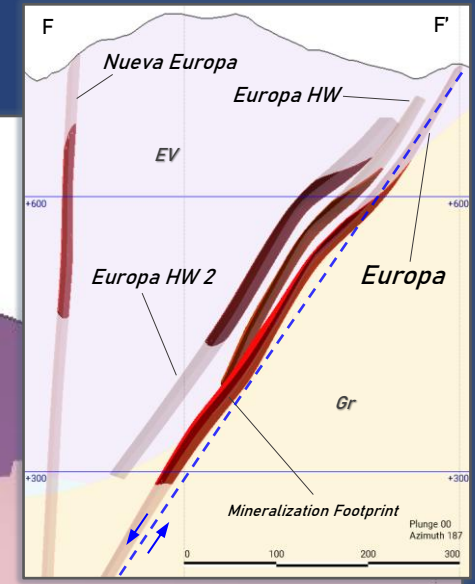 F
F'
Nueva Europa
Europa HW
EV
+600
+600
Europa HW 2
Europa
Gr
+300
+300
Mineralization Footprint
Plunge 00
Azimuth 187
0
100
200
300